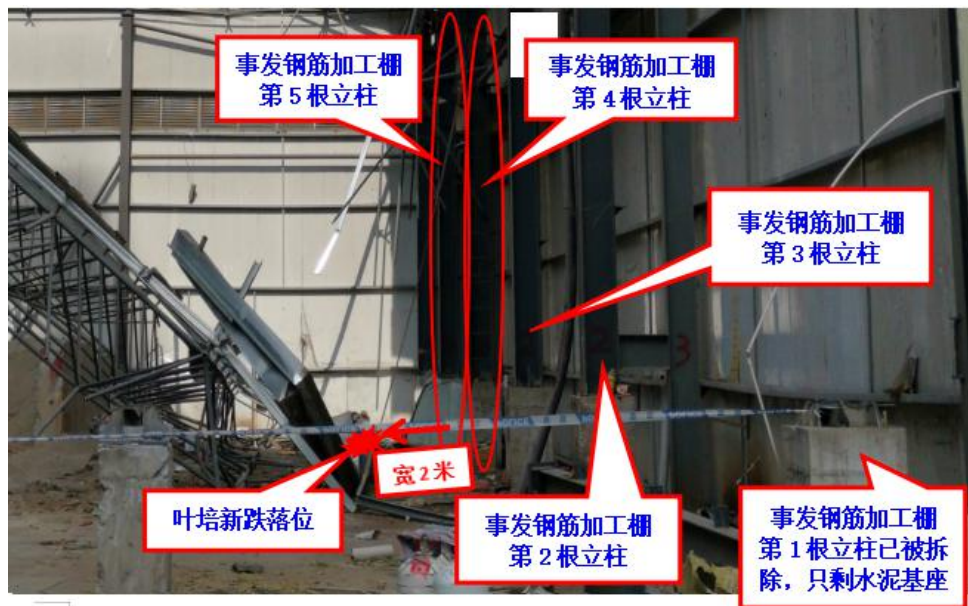 事发钢筋加工棚
第5根立柱
事发钢筋加工棚
第4根立柱
事发钢筋加工棚
第3根立柱
2
3
宽2米
叶培新跌落位
事发钢筋加工棚
第2根立柱
事发钢筋加工棚
第1根立柱已被拆
除，只剩水泥基座